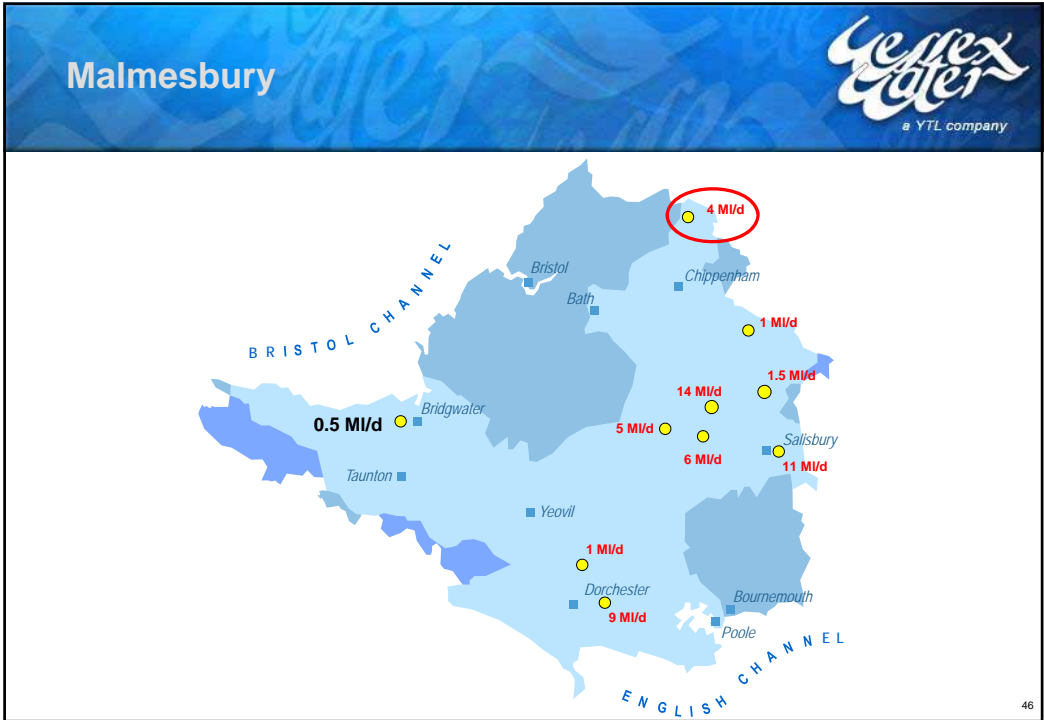 Malmesbury
Wessex
Water
a YTL company
4 Ml/d
BRISTOL CHANNEL
Bristol
Chippenham
Bath
1 Ml/d
1.5 Ml/d
14 Ml/d
Bridgwater
0.5 Ml/d
5 Ml/d
Salisbury
6 Ml/d
11 Ml/d
Taunton
Yeovil
1 Ml/d
Dorchester
Bournemouth
9 Ml/d
Poole
ENGLISH CHANNEL
46